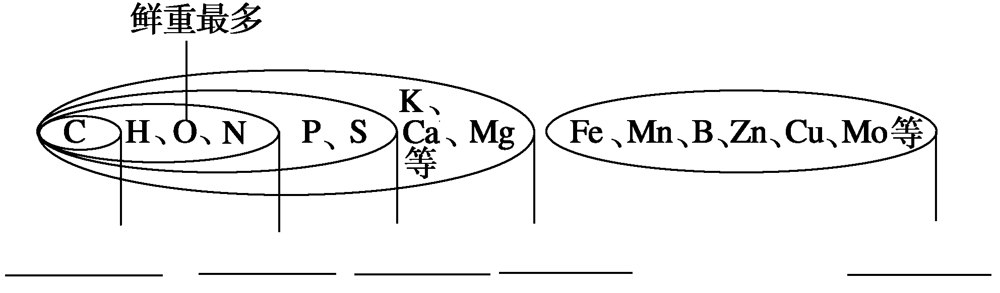 鲜重最多
K、
C H、O、N P、S Ca、Mg Fe、Mn、B、Zn、Cu、Mo等
等